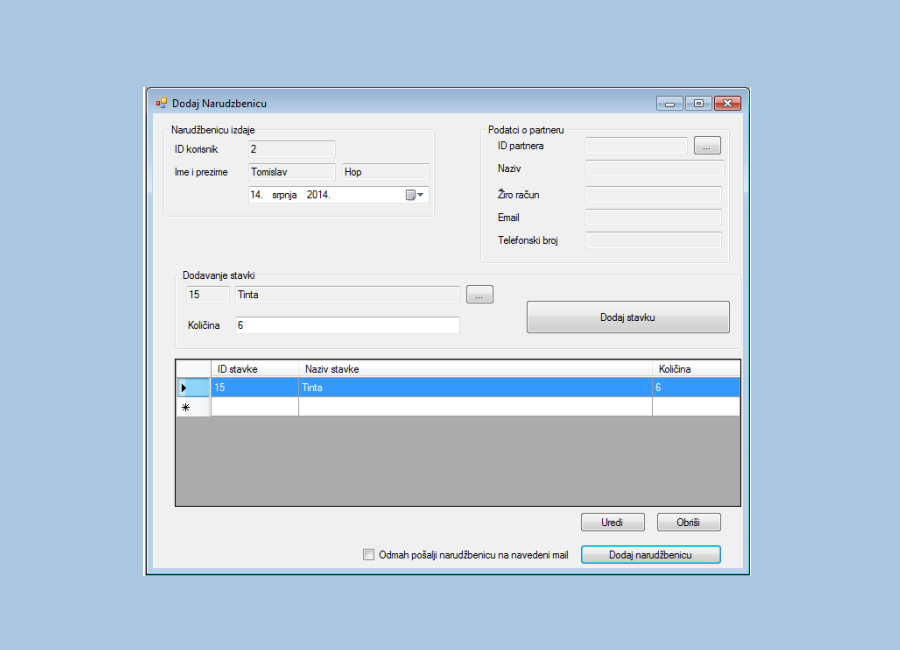 Dodaj Narudzbenicu
Narudžbenicu izdaje
ID korisnik 2
Ime i prezime Tomislav Hop
14. srpnja 2014.
Podatci o partneru
ID partnera ...
Naziv
Žiro račun
Email
Telefonski broj
Dodavanje stavki
15 Tinta ...
Količina 6
Dodaj stavku
ID stavke Naziv stavke Količina
15 Tinta 6
Uredi Obriši
Odmah pošalji narudžbenicu na navedeni mail Dodaj narudžbenicu